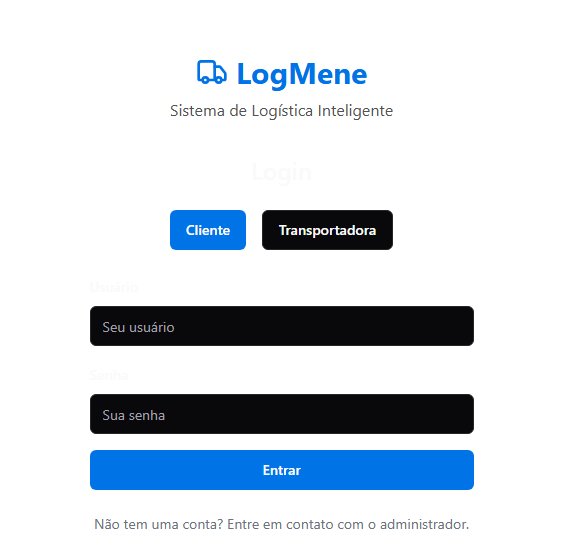 LogMene
Sistema de Logística Inteligente
Login
Cliente Transportadora
Usuário
Seu usuário
Senha
Sua senha
Entrar
Não tem uma conta? Entre em contato com o administrador.